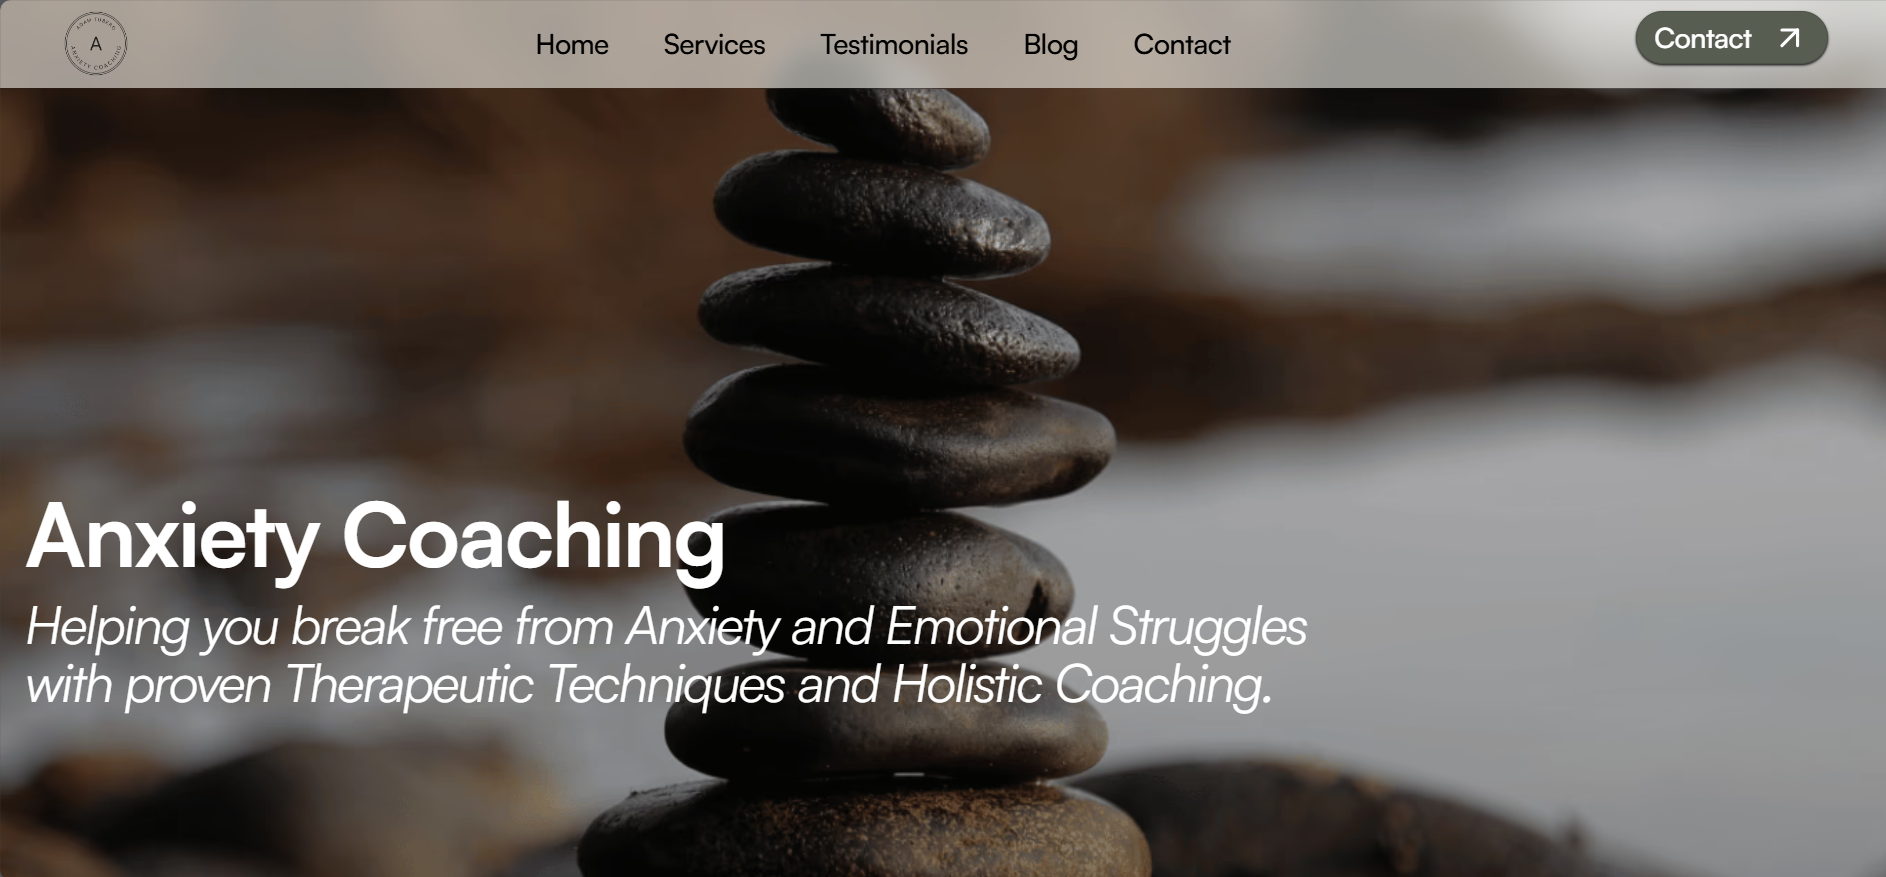 ADAM TUBERO
A
ANXIETY COACHING
Home
Services
Testimonials
Blog
Contact
Contact
Anxiety Coaching
Helping you break free from Anxiety and Emotional Struggles
with proven Therapeutic Techniques and Holistic Coaching.